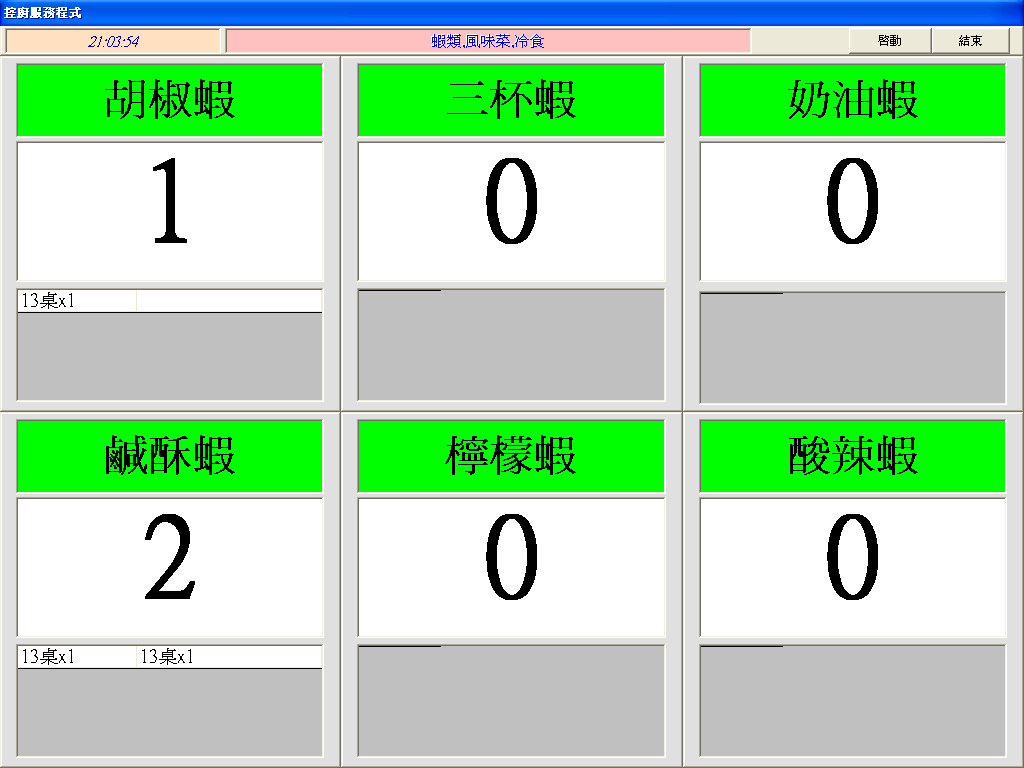 控廚服務程式
21:03:54
蝦類,風味菜,冷食
啓動
結束
胡椒蝦
三杯蝦
奶油蝦
1
0
0
13桌x1
鹹酥蝦
檸檬蝦
酸辣蝦
2
0
0
13桌x1
13桌x1